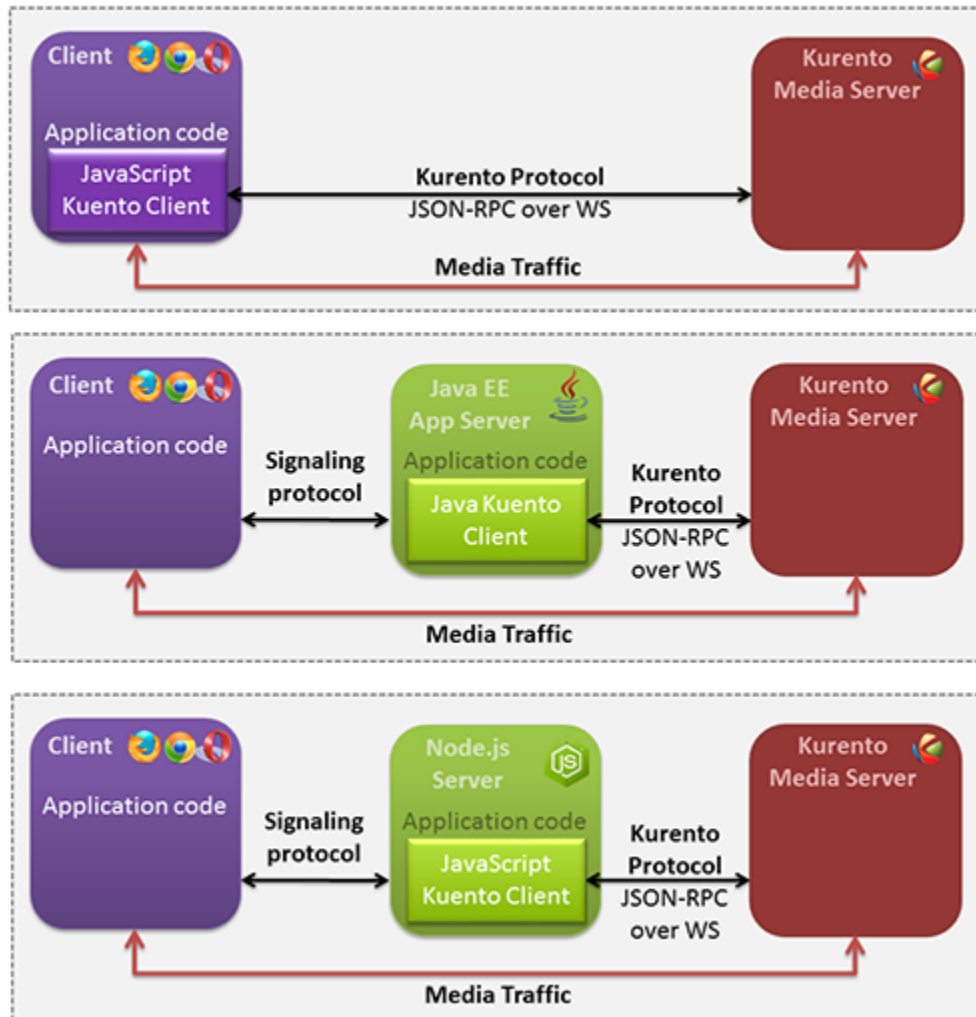 Client
Kurento
Media Server
Application code
JavaScript
Kuento Client
Kurento Protocol
JSON-RPC over WS
Media Traffic
Client
Java EE
App Server
Kurento
Media Server
Application code
Signaling
protocol
Application code
Java Kuento
Client
Kurento
Protocol
JSON-RPC
over WS
Media Traffic
Client
Node.js
Server
JS
Kurento
Media Server
Application code
Signaling
protocol
Application code
JavaScript
Kuento Client
Kurento
Protocol
JSON-RPC
over WS
Media Traffic